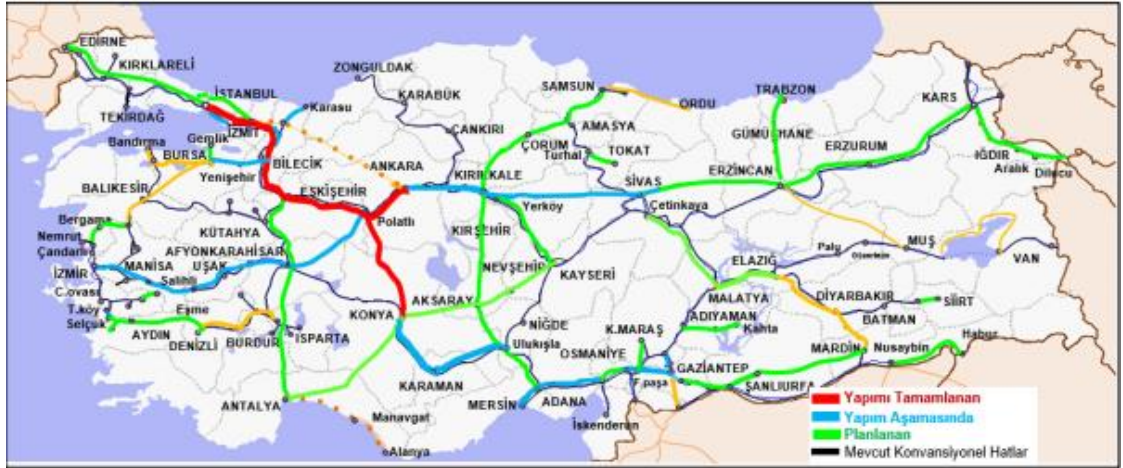 EDİRNE
KIRKLARELİ
İSTANBUL
TEKİRDAĞ
İZMİT
Karasu
ZONGULDAK
KARABÜK
ÇANKIRI
SAMSUN
ORDU
TRABZON
KARS
Gemlik
Bandırma
BURSA
BİLECİK
Yenişehir
ANKARA
AMASYA
ÇORUM
Turhal
TOKAT
GÜMÜŞHANE
ERZURUM
IĞDIR
Aralık
Dilucu
BALIKESİR
ESKİŞEHİR
KIRIKKALE
ERZİNCAN
SİVAS
Bergama
Polatlı
Yerköy
Çetinkaya
KÜTAHYA
KIRŞEHİR
Nemrut
Çandarlı
AFYONKARAHİSAR
Palu
MUŞ
VAN
İZMİR
MANİSA
UŞAK
Salihli
NEVŞEHİR
KAYSERİ
ELAZIĞ
C.ovası
AKSARAY
MALATYA
DİYARBAKIR
SİİRT
T.köy
Eşme
KONYA
NİĞDE
ADIYAMAN
BATMAN
Selçuk
AYDIN
ISPARTA
K.MARAŞ
Kahta
DENİZLİ
BURDUR
Ulukışla
OSMANİYE
MARDİN
Nusaybin
Habur
KARAMAN
GAZİANTEP
F.paşa
ŞANLIURFA
ANTALYA
MERSİN
ADANA
Manavgat
İskenderun
Alanya
Yapımı Tamamlanan
Yapım Aşamasında
Planlanan
Mevcut Konvansiyonel Hatlar